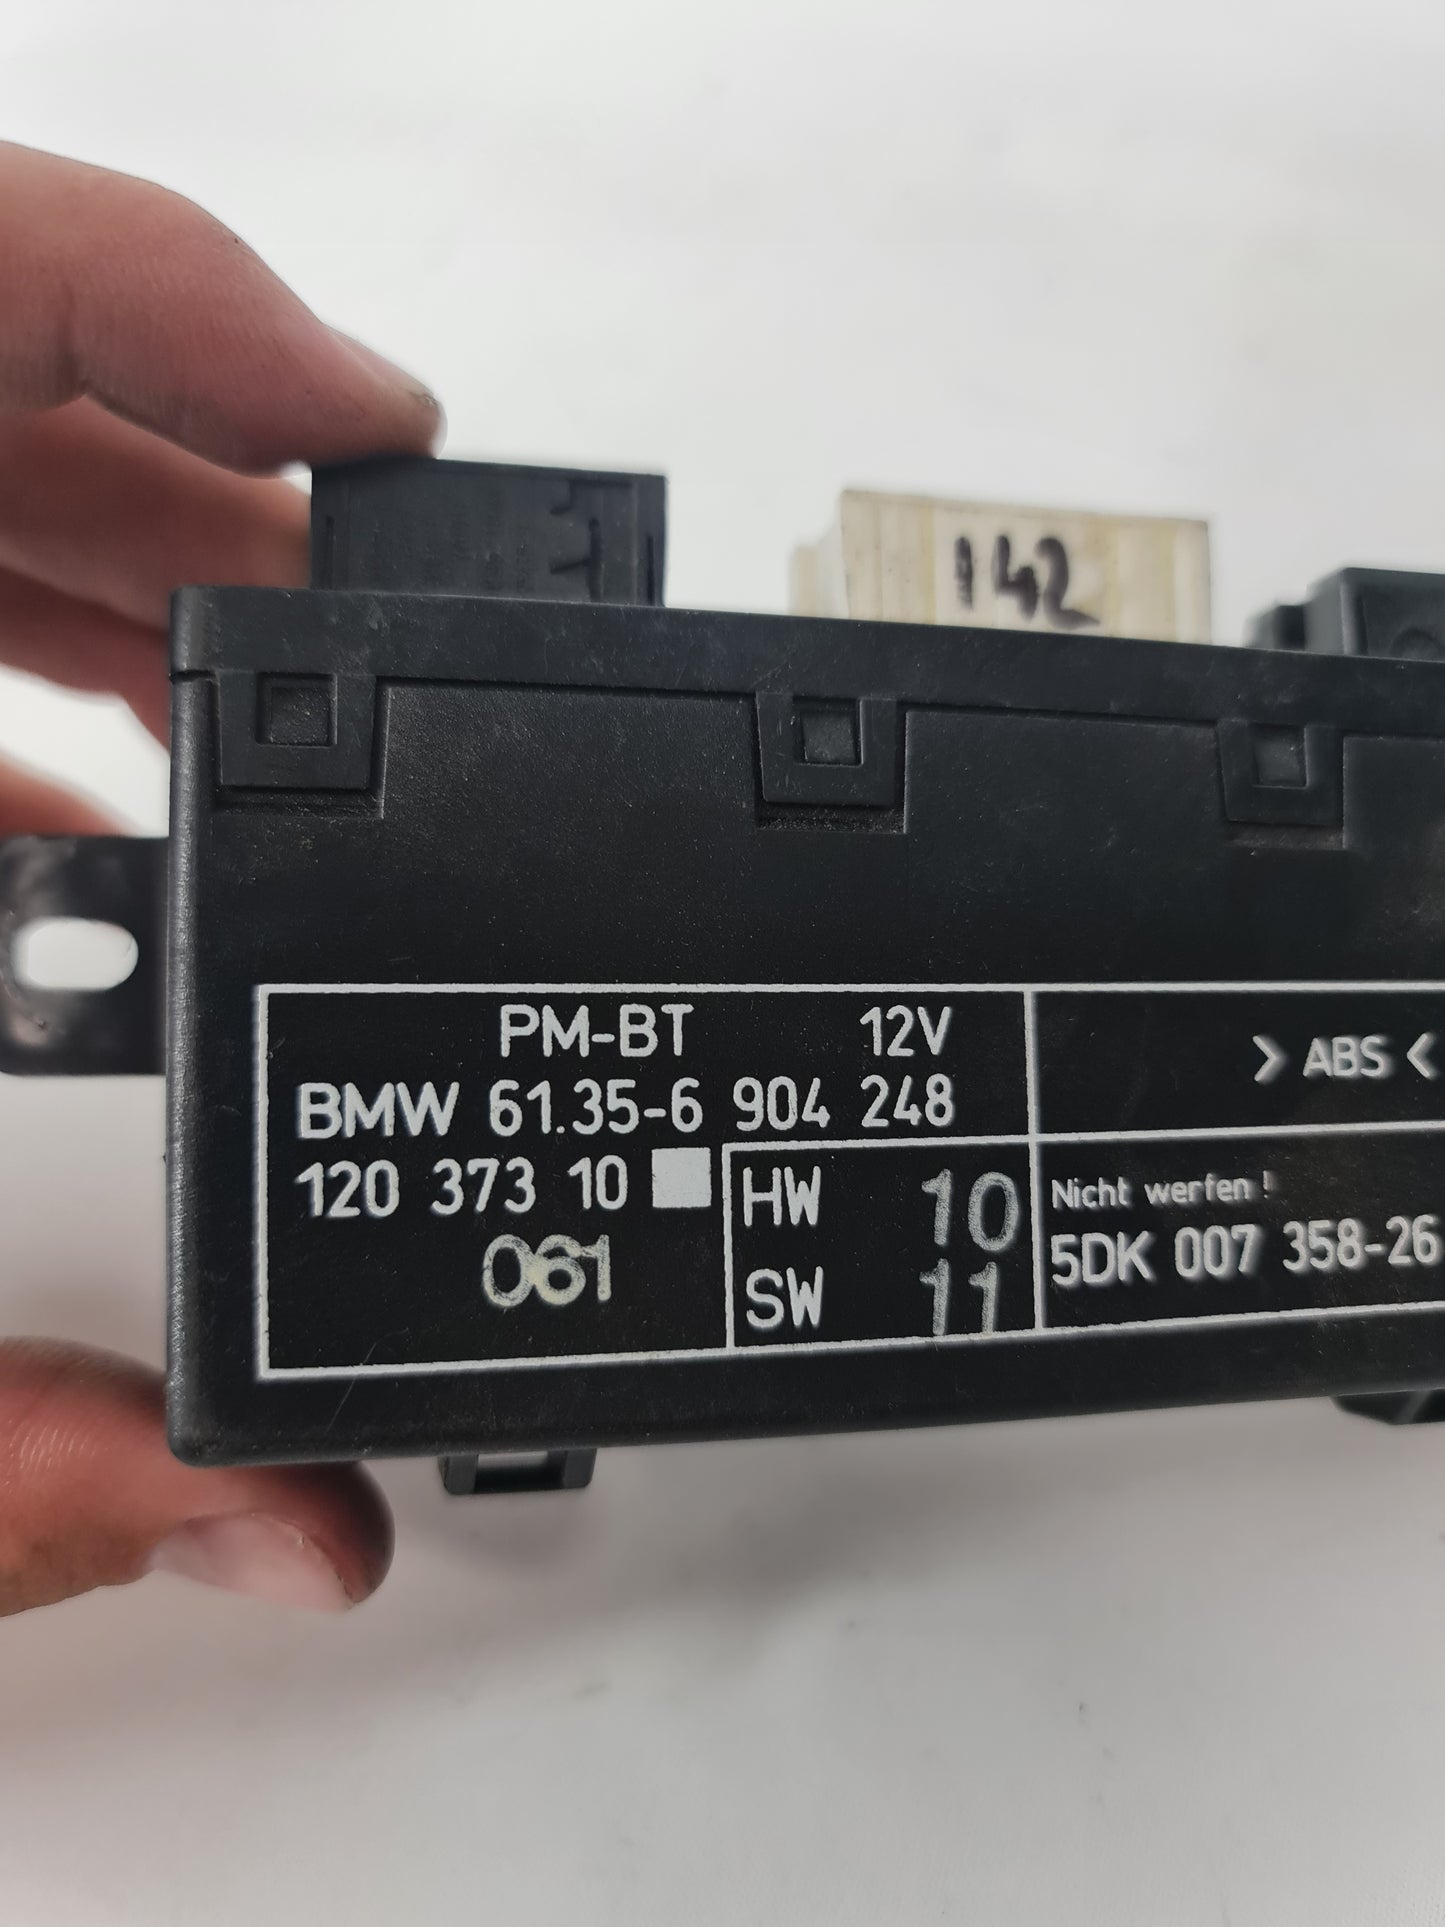 142
PM-BT 12V
BMW 61.35-6 904 248
120 373 10
061
HW 10
SW 11
> ABS <
Nicht werfen !
5DK 007 358-26